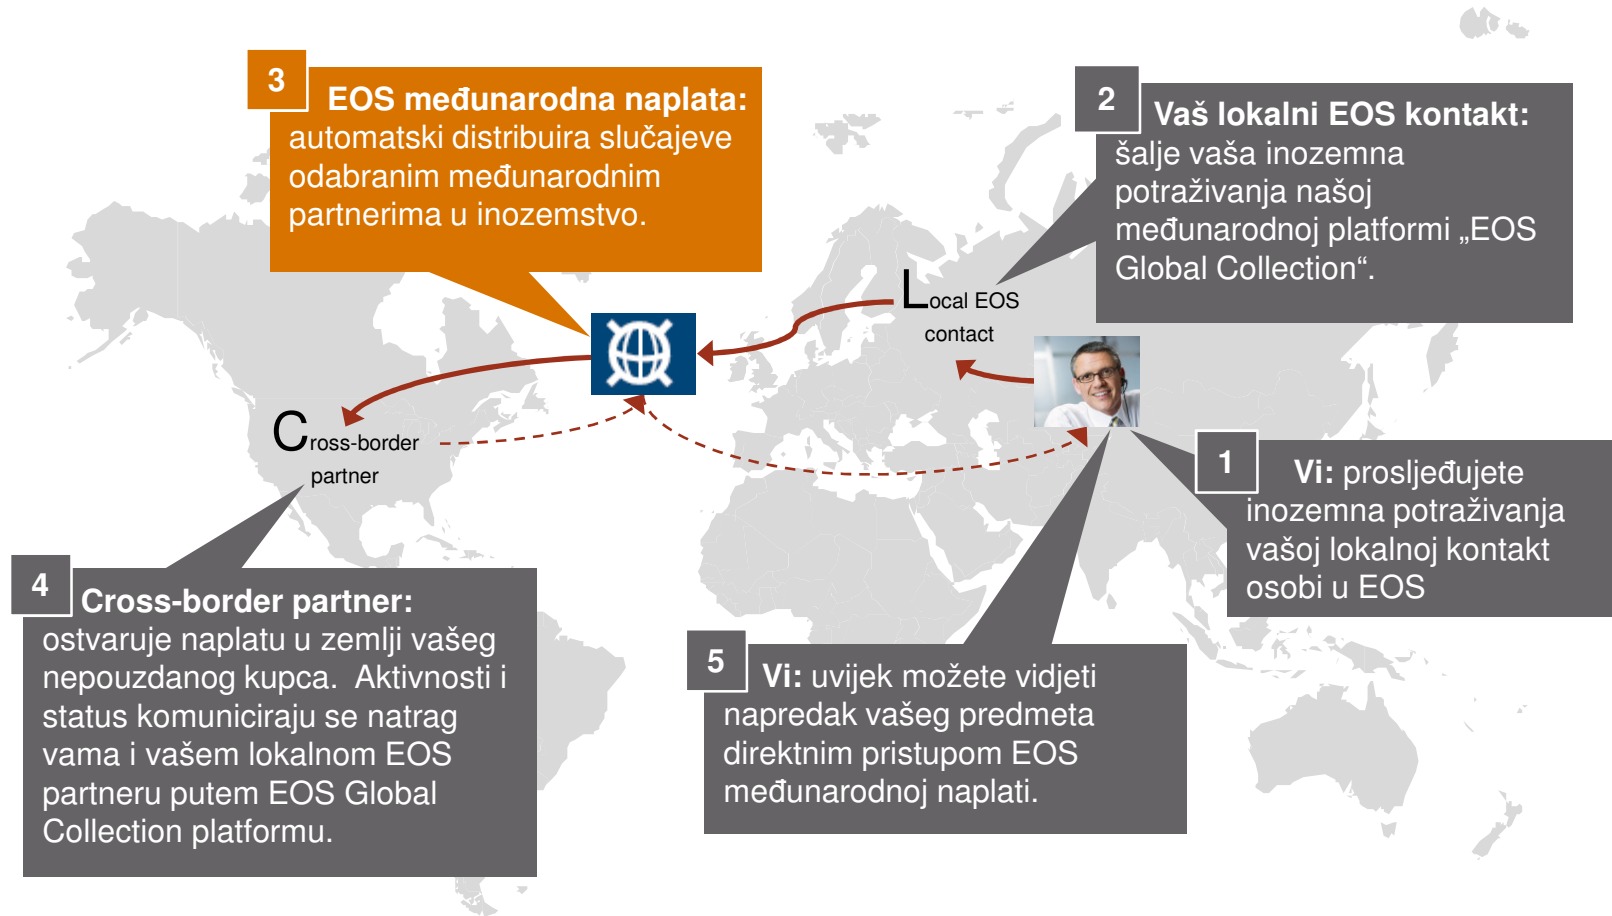 3
EOS međunarodna naplata:
automatski distribuira slučajeve
odabranim međunarodnim
partnerima u inozemstvo.
2
Vaš lokalni EOS kontakt:
šalje vaša inozemna
potraživanja našoj
međunarodnoj platformi „EOS
Global Collection“.
Local EOS
contact
Cross-border
partner
1
Vi: prosljeđujete
inozemna potraživanja
vašoj lokalnoj kontakt
osobi u EOS
4
Cross-border partner:
ostvaruje naplatu u zemlji vašeg
nepouzdanog kupca. Aktivnosti i
status komuniciraju se natrag
vama i vašem lokalnom EOS
partneru putem EOS Global
Collection platformu.
5
Vi: uvijek možete vidjeti
napredak vašeg predmeta
direktnim pristupom EOS
međunarodnoj naplati.